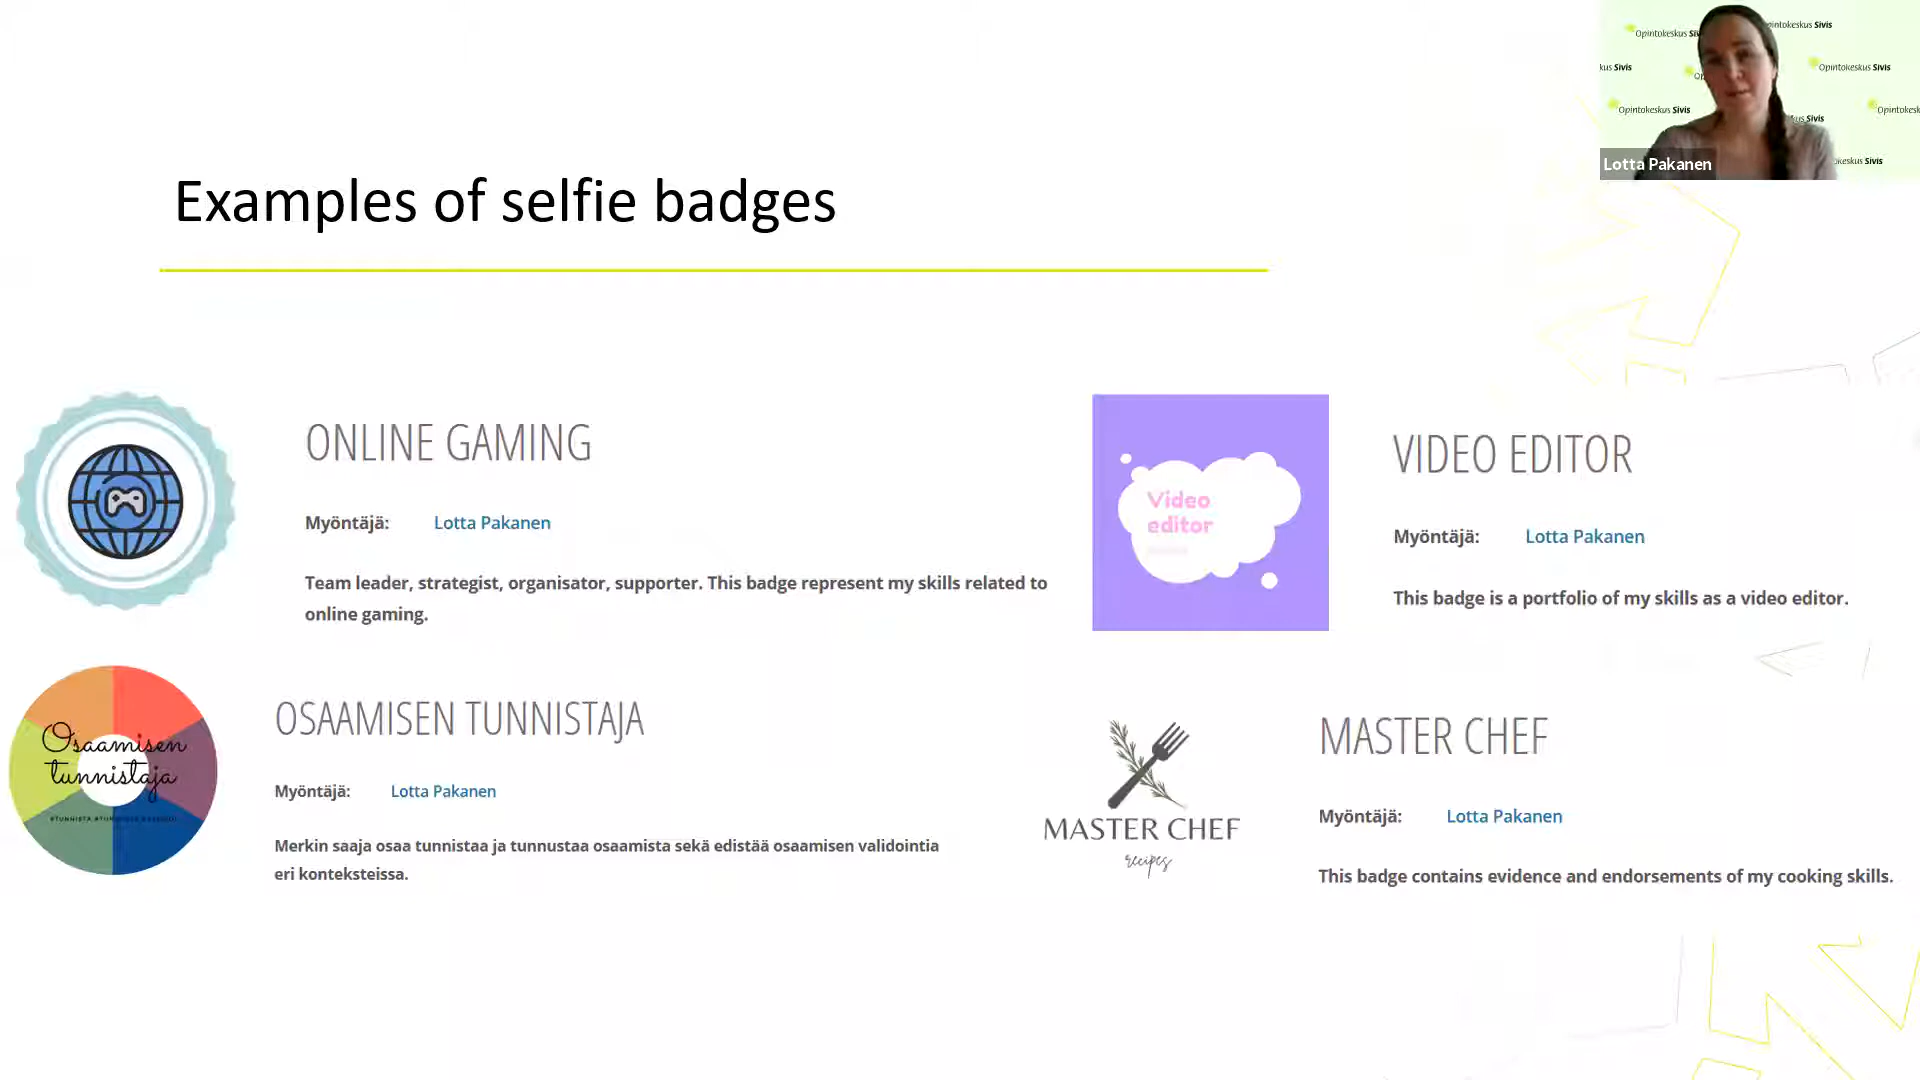 Opintokeskus Sivis
Opintokeskus
kus Sivis
Opintokeskus Sivis
Opintokeskus Sivis
Sivis
Sivis
Lotta Pakanen
Examples of selfie badges
ONLINE GAMING
Myöntäjä: Lotta Pakanen
Team leader, strategist, organisator, supporter. This badge represent my skills related to
online gaming.
Video
editor
VIDEO EDITOR
Myöntäjä: Lotta Pakanen
This badge is a portfolio of my skills as a video editor.
Osaamisen
tunnistaja
OSAAMISEN TUNNISTAJA
Myöntäjä: Lotta Pakanen
Merkin saaja osaa tunnistaa ja tunnustaa osaamista sekä edistää osaamisen validointia
eri konteksteissa.
MASTER CHEF
recipes
MASTER CHEF
Myöntäjä: Lotta Pakanen
This badge contains evidence and endorsements of my cooking skills.